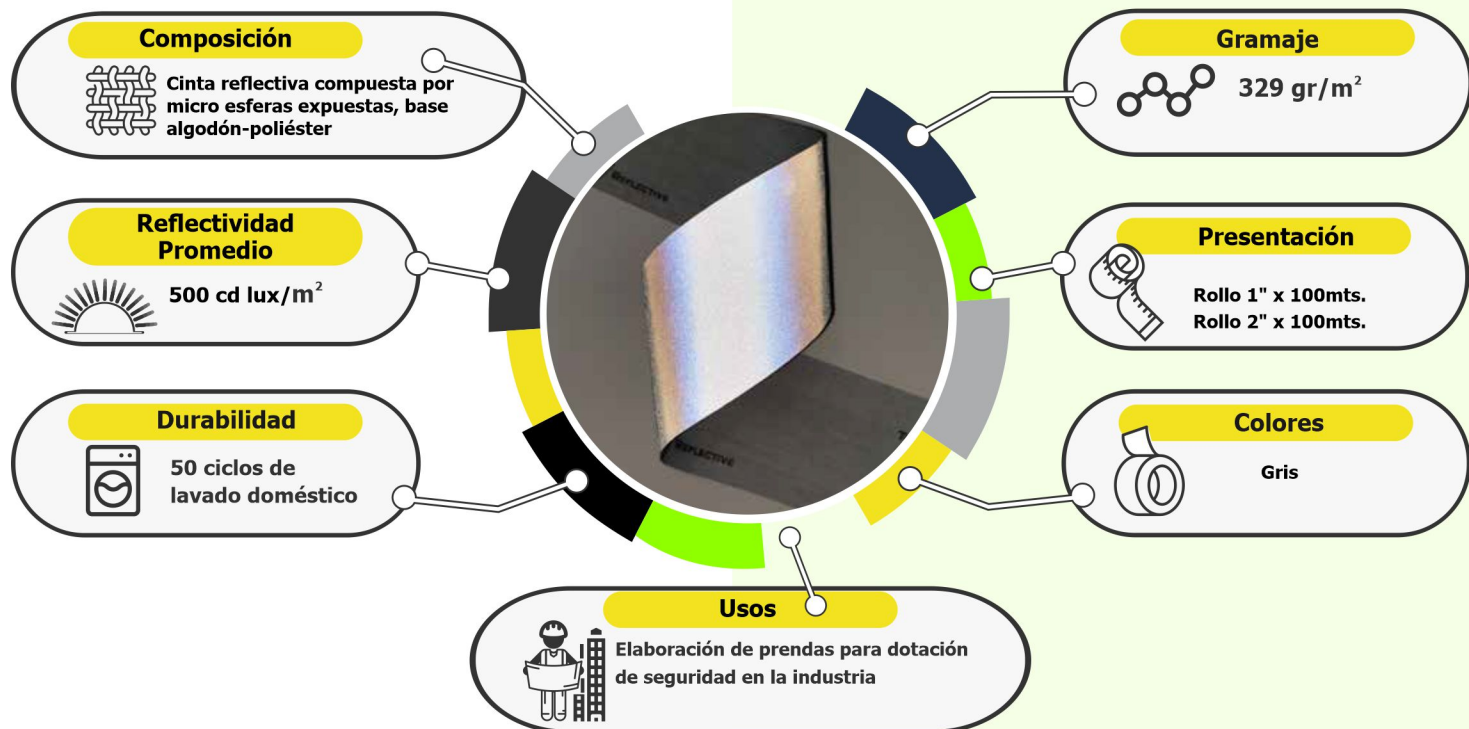 Composición
Cinta reflectiva compuesta por
micro esferas expuestas, base
algodón-poliéster
Reflectividad
Promedio
500 cd lux/m²
Durabilidad
50 ciclos de
lavado doméstico
Gramaje
329 gr/m²
Presentación
Rollo 1" x 100mts.
Rollo 2" x 100mts.
Colores
Gris
Usos
Elaboración de prendas para dotación
de seguridad en la industria
REFLECTIVE
REFLECTIVE